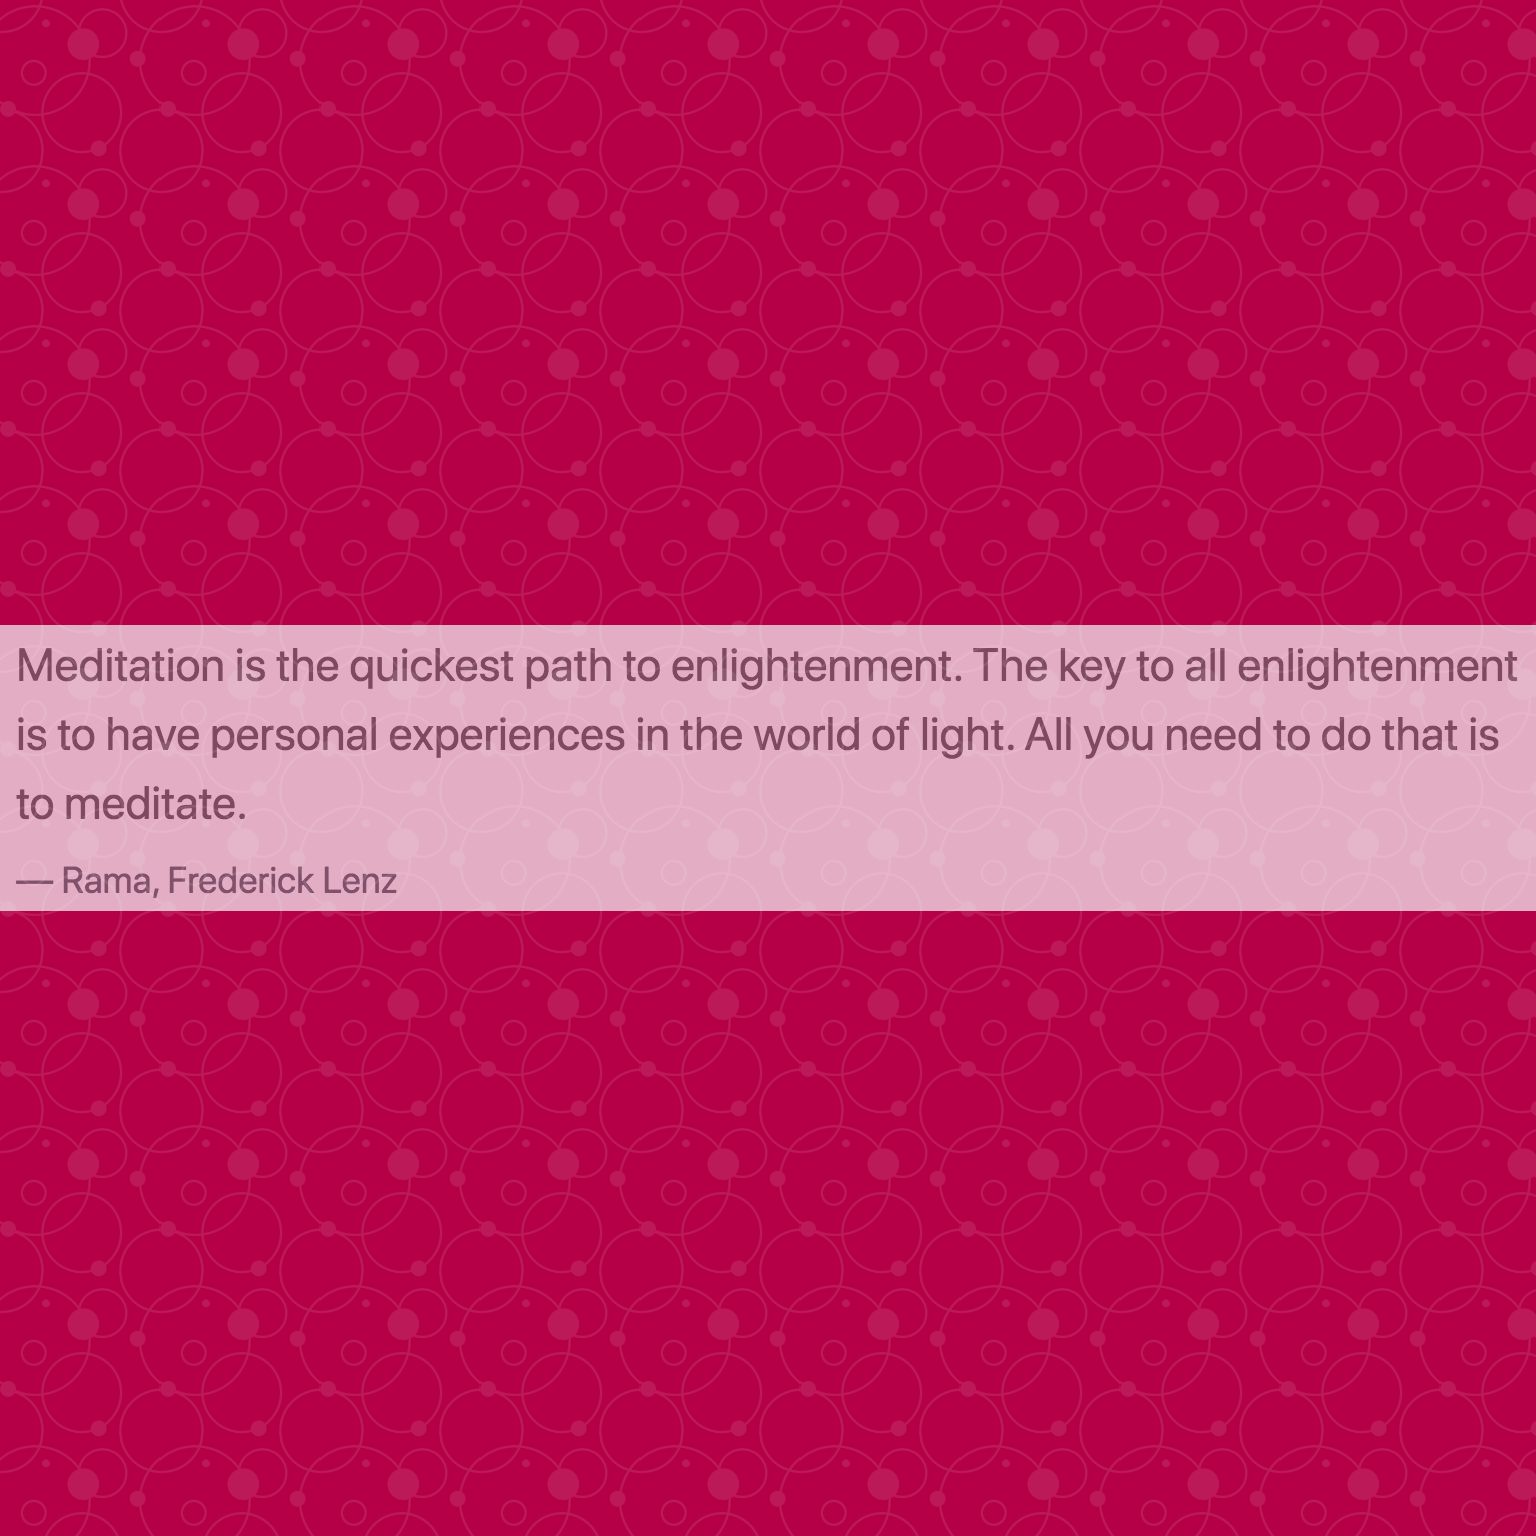 Meditation is the quickest path to enlightenment. The key to all enlightenment
is to have personal experiences in the world of light. All you need to do that is
to meditate.
— Rama, Frederick Lenz